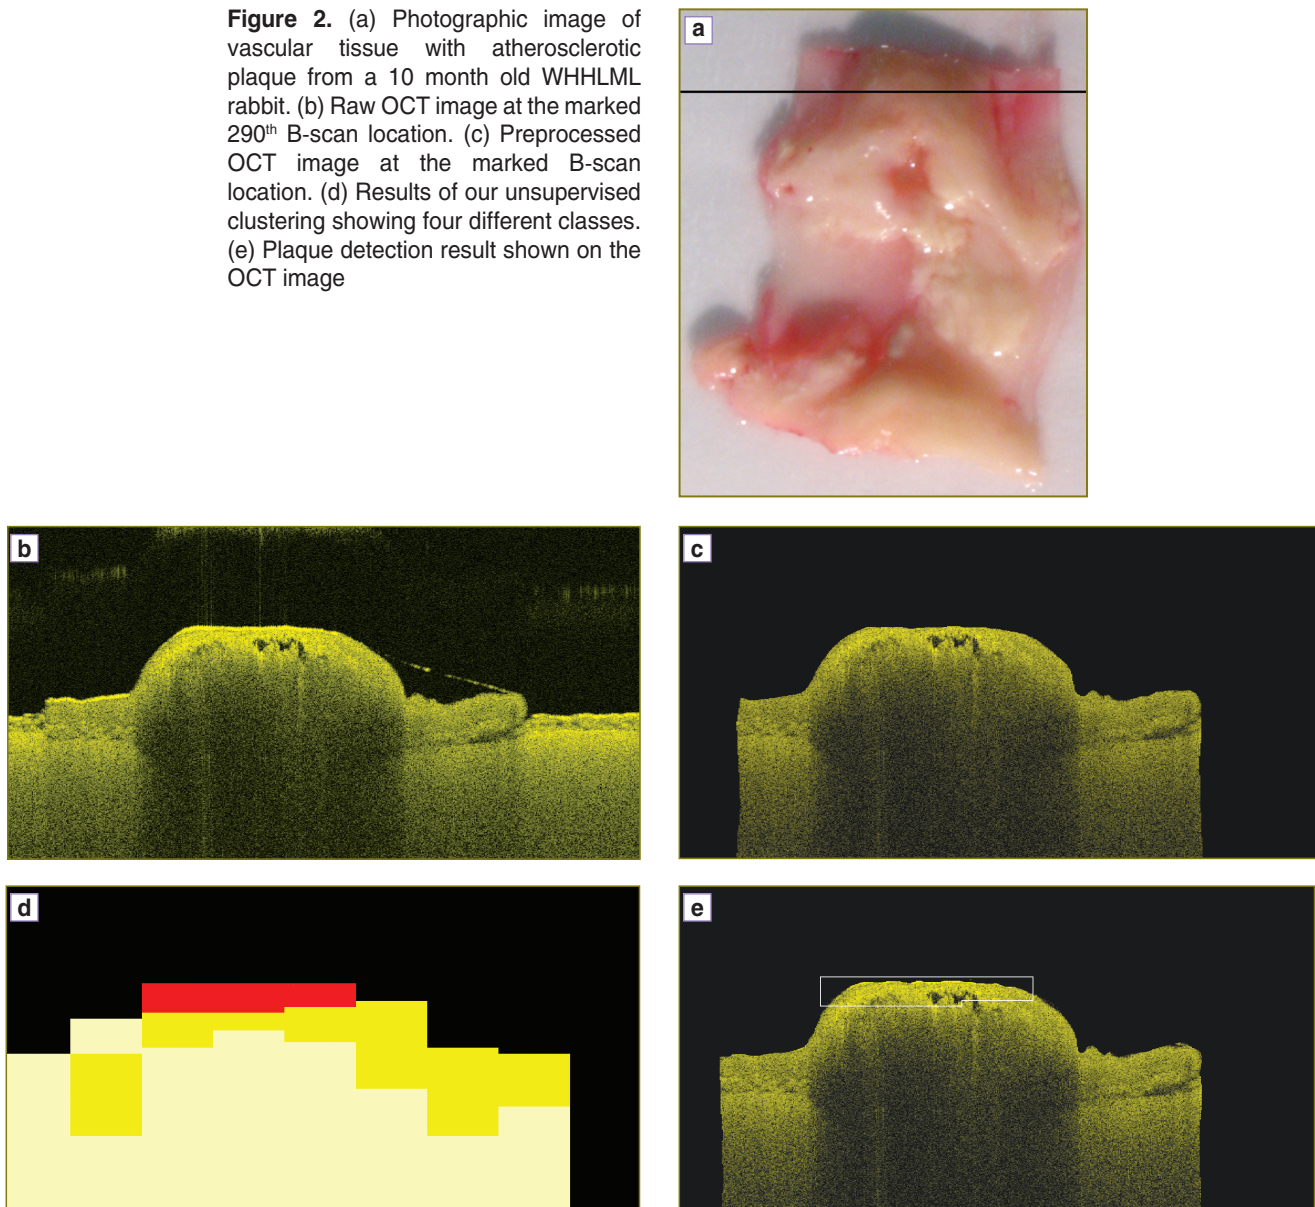 Figure 2. (a) Photographic image of
vascular tissue with atherosclerotic
plaque from a 10 month old WHHLML
rabbit. (b) Raw OCT image at the marked
290th B-scan location. (c) Preprocessed
OCT image at the marked B-scan
location. (d) Results of our unsupervised
clustering showing four different classes.
(e) Plaque detection result shown on the
OCT image
a
b
c
d
e